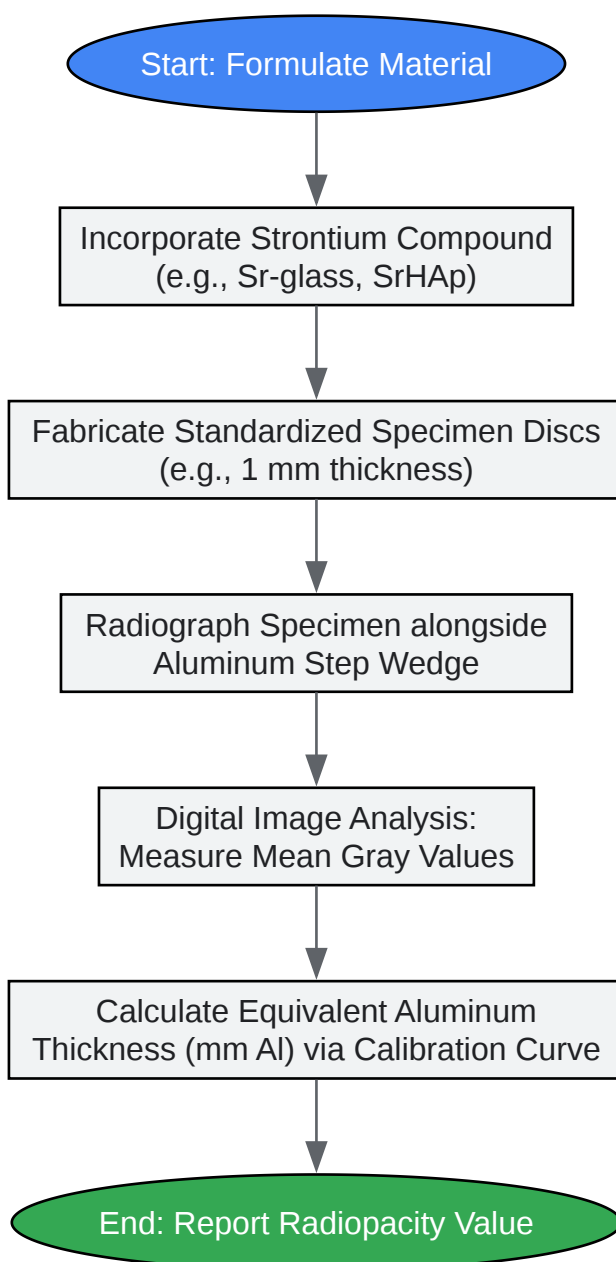 Start: Formulate Material
Incorporate Strontium Compound
(e.g., Sr-glass, SrHAp)
Fabricate Standardized Specimen Discs
(e.g., 1 mm thickness)
Radiograph Specimen alongside
Aluminum Step Wedge
Digital Image Analysis:
Measure Mean Gray Values
Calculate Equivalent Aluminum
Thickness (mm Al) via Calibration Curve
End: Report Radiopacity Value